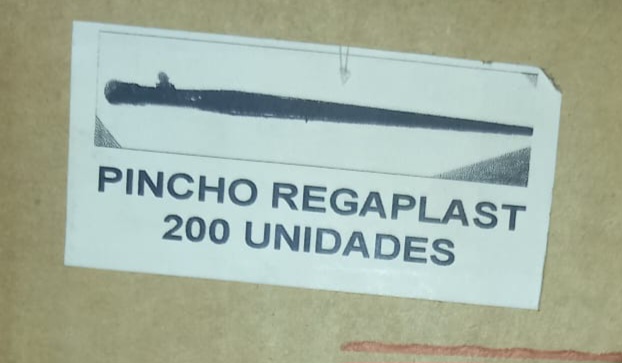 PINCHO REGAPLAST
200 UNIDADES